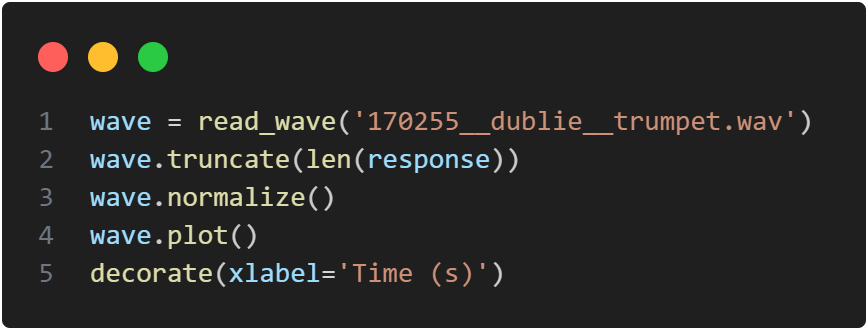 1 wave = read_wave('170255__dublie__trumpet.wav')
2 wave.truncate(len(response))
3 wave.normalize()
4 wave.plot()
5 decorate(xlabel='Time (s)')